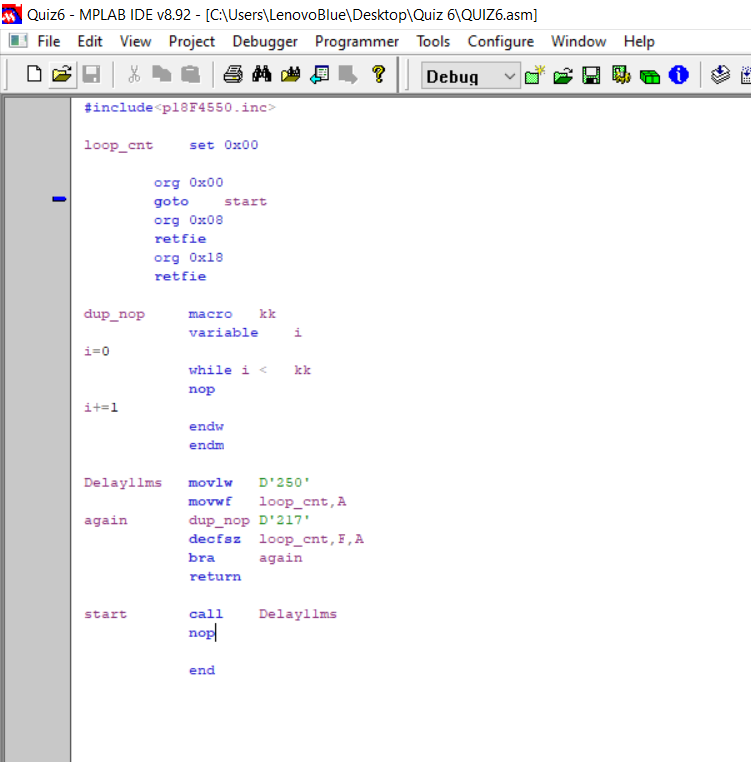 Quiz6 - MPLAB IDE v8.92 - [C:\Users\LenovoBlue\Desktop\Quiz 6\QUIZ6.asm]
File Edit View Project Debugger Programmer Tools Configure Window Help
Debug
#include<p18F4550.inc>
loop_cnt set 0x00
org 0x00
goto start
org 0x08
retfie
org 0x18
retfie
dup_nop macro kk
variable i
i=0
while i < kk
nop
i+=1
endw
endm
Delay11ms movlw D'250'
movwf loop_cnt,A
again dup_nop D'217'
decfsz loop_cnt,F,A
bra again
return
start call Delay11ms
nop
end